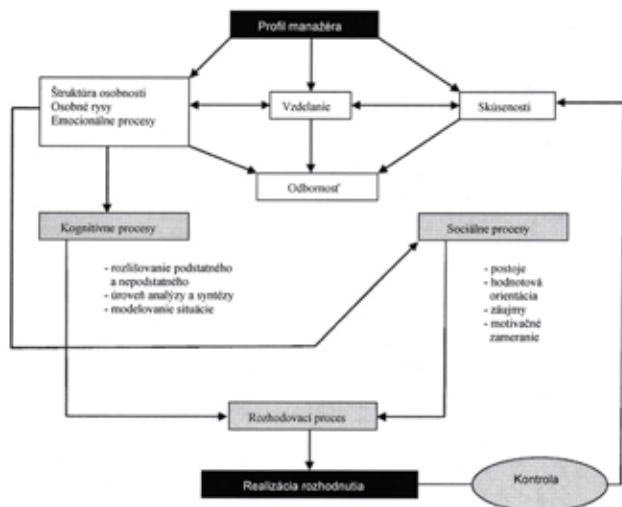 Profil manažéra
Štruktúra osobnosti
Osobné rysy
Emocionálne procesy
Vzdelanie
Skúsenosti
Odbornosť
Kognitívne procesy
Sociálne procesy
- rozlišovanie podstatného
a nepodstatného
- úroveň analýzy a syntézy
- modelovanie situácie
- postoje
- hodnotová
orientácia
- záujmy
- motivačné
zameranie
Rozhodovací proces
Realizácia rozhodnutia
Kontrola